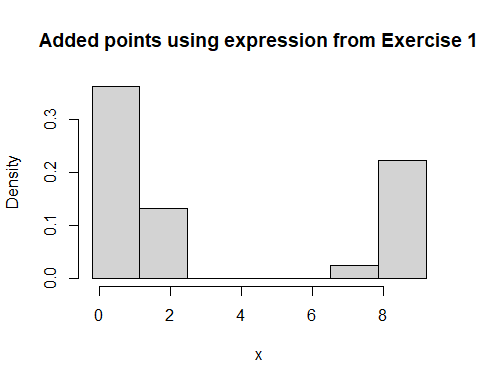 Added points using expression from Exercise 1
Density
0.3
0.2
0.1
0.0
0 2 4 6 8
x